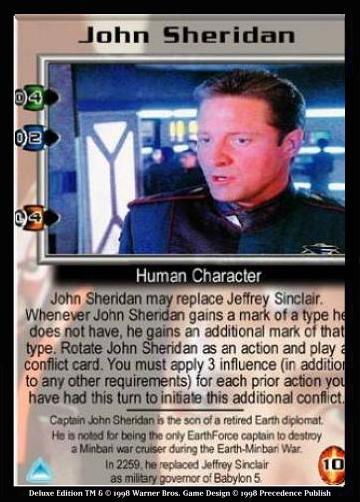 John Sheridan
D4
D2
L4
Human Character
John Sheridan may replace Jeffrey Sinclair.
Whenever John Sheridan gains a mark of a type he
does not have, he gains an additional mark of that
type. Rotate John Sheridan as an action and play a
conflict card. You must apply 3 influence (in addition
to any other requirements) for each prior action you
have had this turn to initiate this additional conflict.
Captain John Sheridan is the son of a retired Earth diplomat.
He is noted for being the only EarthForce captain to destroy
a Minbari war cruiser during the Earth-Minbari War.
In 2259, he replaced Jeffrey Sinclair
as military governor of Babylon 5.
10
Deluxe Edition TM & © 1998 Warner Bros. Game Design © 1998 Precedence Publish